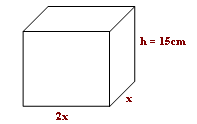 h = 15cm
x
2x